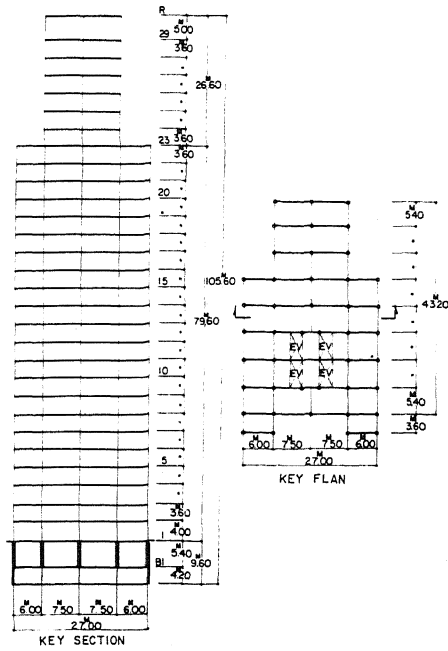 R
M
5.00
29
M
3.60
M
26.60
M
3.60
23
M
3.60
20
15
M
105.60
M
79.60
10
5
M
3.60
M
4.00
1
M
5.40
M
9.60
B1
M
4.20
M
6.00
M
7.50
M
7.50
M
6.00
M
27.00
KEY SECTION
M
5.40
M
43.20
EV
EV
EV
EV
M
5.40
M
3.60
M
6.00
M
7.50
M
7.50
M
6.00
M
27.00
KEY FLAN